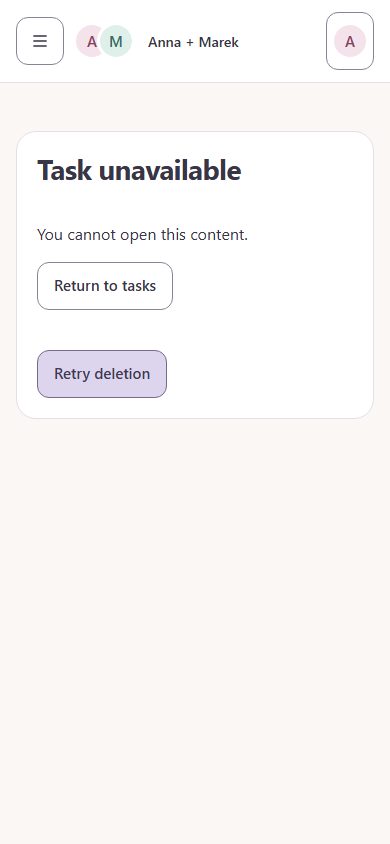 A M Anna + Marek A
Task unavailable
You cannot open this content.
Return to tasks
Retry deletion